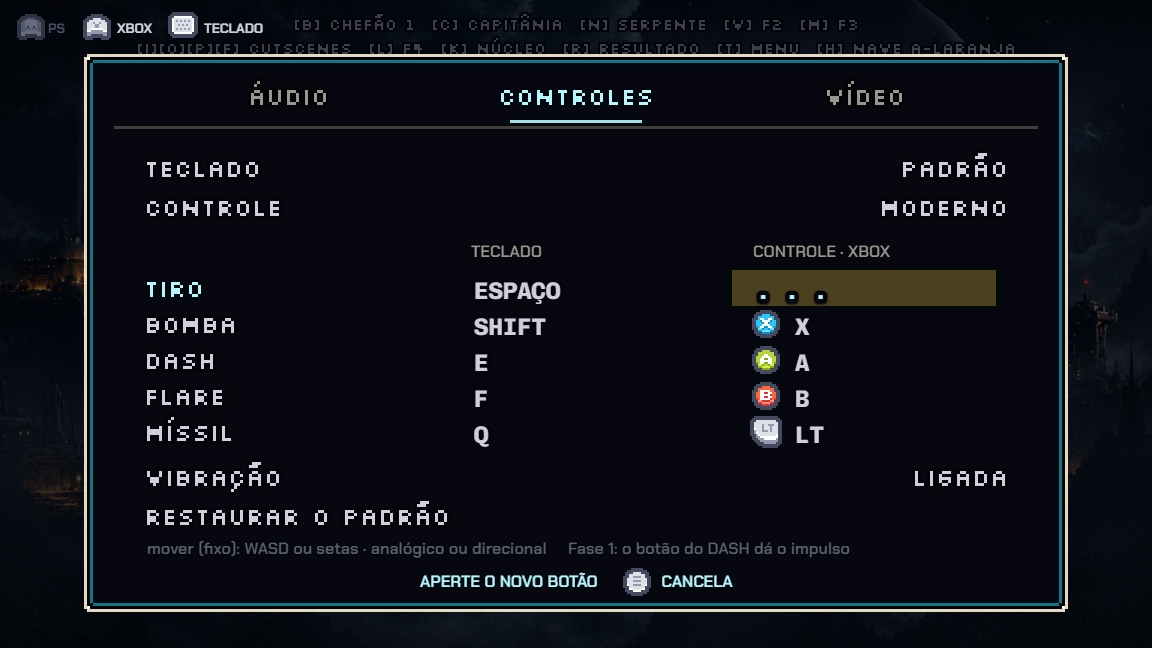 PS XBOX TECLADO [B] CHEFÃO 1 [C] CAPITÂNIA [N] SERPENTE [V] F2 [M] F3
[I][O][P][F] CUTSCENES [L] F4 [K] NÚCLEO [R] RESULTADO [T] MENU [H] NAVE A-LARANJA
ÁUDIO CONTROLES VÍDEO
TECLADO PADRÃO
CONTROLE MODERNO
TECLADO CONTROLE · XBOX
TIRO ESPAÇO ...
BOMBA SHIFT X X
DASH E A A
FLARE F B B
MÍSSIL Q LT LT
VIBRAÇÃO LIGADA
RESTAURAR O PADRÃO
mover (fixo): WASD ou setas · analógico ou direcional Fase 1: o botão do DASH dá o impulso
APERTE O NOVO BOTÃO CANCELA